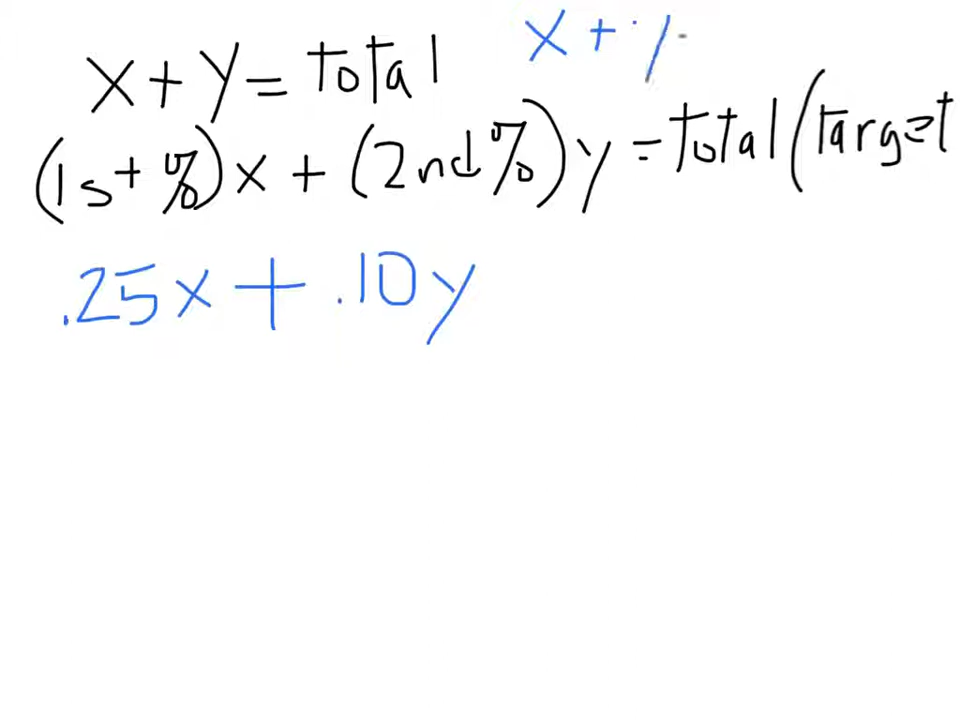 x + y = total
x + y
(1st %)x + (2nd %)y = total (target
.25x + .10y